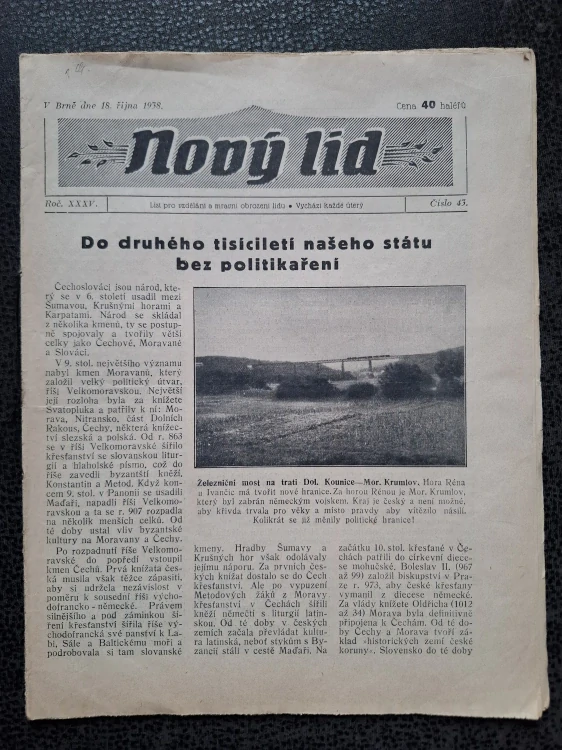 V Brně dne 18. října 1938.
Cena 40 haléřů
Nový lid
Roč. XXXV.
List pro vzdělání a mravní obrození lidu • Vychází každé úterý
Číslo 43.
Do druhého tisíciletí našeho státu
bez politikaření
Čechoslováci jsou národ, kte-
rý se v 6. století usadil mezi
Šumavou, Krušnými horami a
Karpatami. Národ se skládal
z několika kmenů, ty se postup-
ně spojovaly a tvořily větší
celky jako Čechové, Moravané
a Slováci.
V 9. stol. největšího významu
nabyl kmen Moravanů, který
založil velký politický útvar,
říši Velkomoravskou. Největší
její rozloha byla za knížete
Svatopluka a patřily k ní: Mo-
rava, Nitransko, část Dolních
Rakous, Čechy, některá knížec-
tví slezská a polská. Od r. 863
se v říši Velkomoravské šířilo
křesťanství se slovanskou litur-
gií a hlaholské písmo, což do
říše zavedli byzantští kněží,
Konstantin a Metod. Když kon-
cem 9. stol. v Panonii se usadili
Maďaři, napadli říši Velkomo-
ravskou a ta se r. 907 rozpadla
na několik menších celků. Od
té doby ustal vliv byzantské
kultury na Moravany a Čechy.
Po rozpadnutí říše Velkomo-
ravské do popředí vstoupil
kmen Čechů. Prvá knížata čes-
ká musila však těžce zápasiti,
aby si udržela nezávislost v
poměru k sousední říši výcho-
dofrancko - německé. Právem
silnějšího a pod záminkou ší-
ření křesťanství šířila říše vý-
chodofrancká své panství k La-
bi, Sále a Baltickému moři a
podrobovala si tam slovanské
Železniční most na trati Dol. Kounice—Mor. Krumlov. Hora Réna
u Ivančic má tvořit nové hranice. Za horou Rénou je Mor. Krumlov,
který byl zabrán německým vojskem. Kraj je český a není možné,
aby křivda trvala pro věky a místo pravdy aby vítězilo násilí.
Kolikrát se již měnily politické hranice!
kmeny. Hradby Šumavy a
Krušných hor však odolávaly
jejímu náporu. Za prvních čes-
kých knížat dostalo se do Čech
křesťanství. Ale po vypuzení
Metodových žáků z Moravy
křesťanství v Čechách šířili
kněží němečtí s liturgií latin-
skou. Od té doby v českých
zemích začala převládat kultu-
ra latinská, neboť stykům s By-
zancií stáli v cestě Maďaři. Na
začátku 10. stol. křesťané v Če-
chách patřili do církevní diece-
se mohučské. Boleslav II. (967
až 99) založil biskupství v Pra-
ze r. 973, aby české křesťany
vymanil z diecese německé.
Za vlády knížete Oldřicha (1012
až 34) Morava byla definitivně
připojena k Čechám. Od té do-
by Čechy a Morava tvoří zá-
klad »historických zemí české
koruny«. Slovensko do té doby